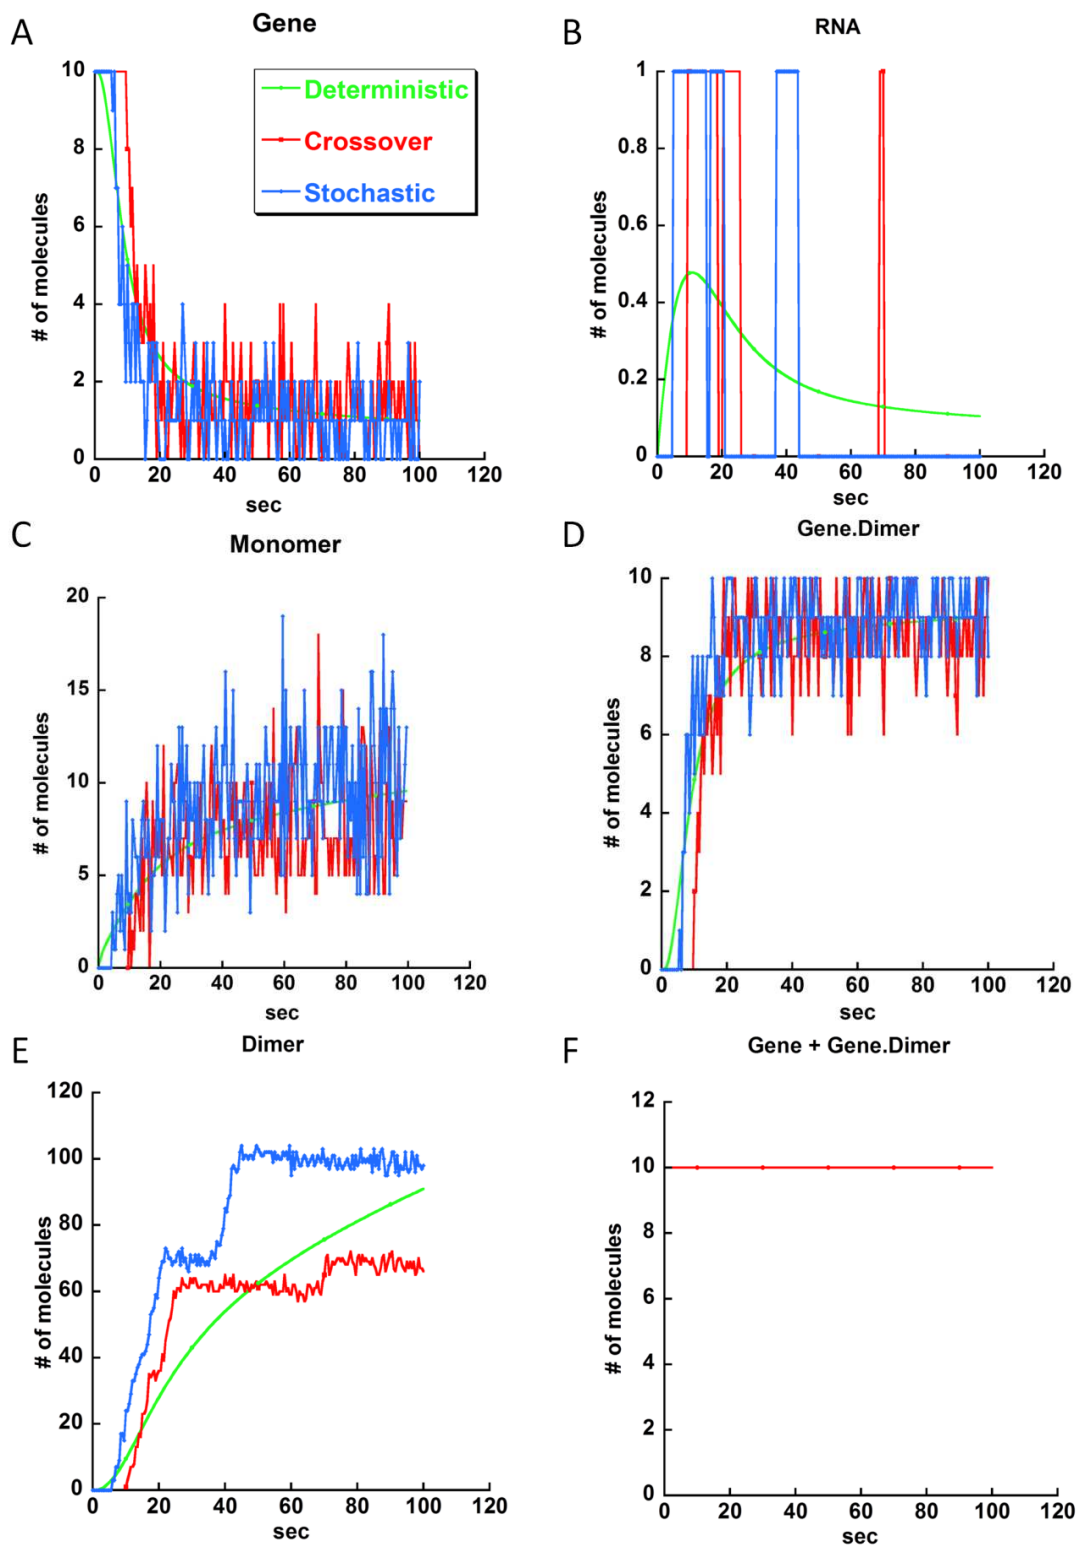 A
Gene
10
8
6
4
2
0
0 20 40 60 80 100 120
# of molecules
sec
Deterministic
Crossover
Stochastic
B
RNA
1
0.8
0.6
0.4
0.2
0
0 20 40 60 80 100 120
# of molecules
sec
C
Monomer
20
15
10
5
0
0 20 40 60 80 100 120
# of molecules
sec
D
Gene.Dimer
10
8
6
4
2
0
0 20 40 60 80 100 120
# of molecules
sec
E
Dimer
120
100
80
60
40
20
0
0 20 40 60 80 100 120
# of molecules
sec
F
Gene + Gene.Dimer
12
10
8
6
4
2
0
0 20 40 60 80 100 120
# of molecules
sec